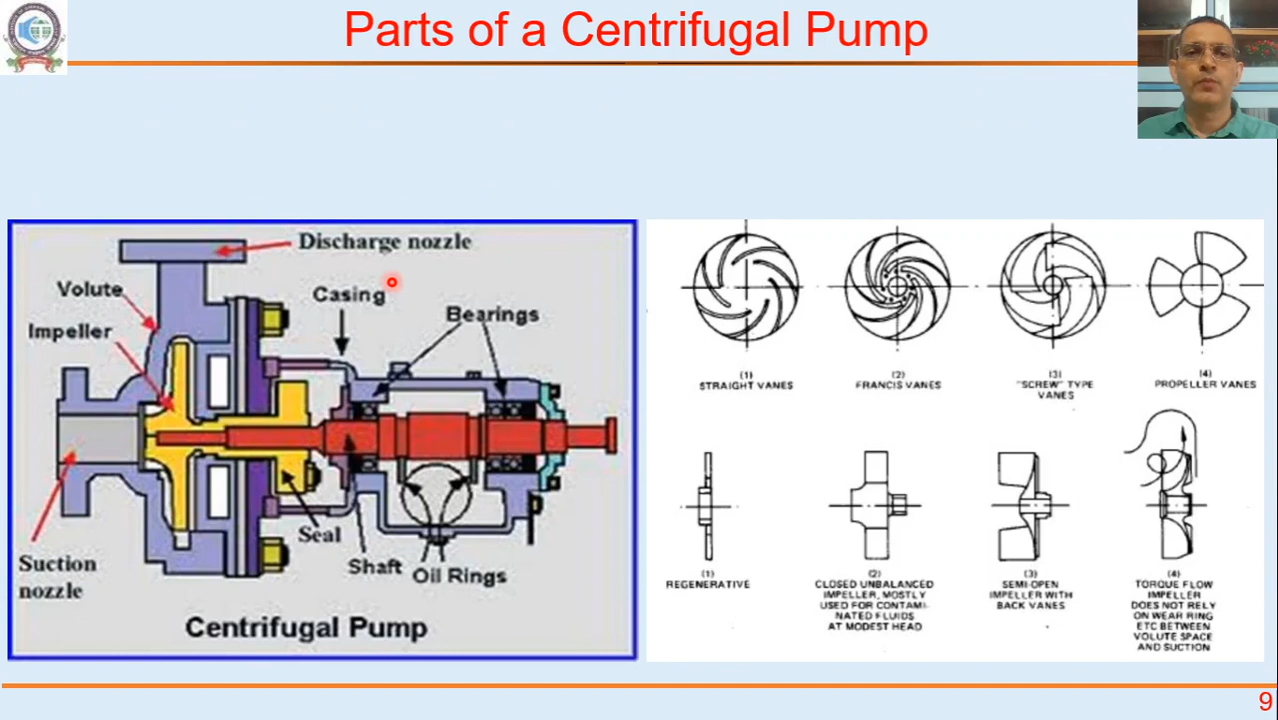 Parts of a Centrifugal Pump
Discharge nozzle
Volute
Casing
Impeller
Bearings
Suction
nozzle
Seal
Shaft
Oil Rings
Centrifugal Pump
(1)
STRAIGHT VANES
(2)
FRANCIS VANES
(3)
"SCREW" TYPE
VANES
(4)
PROPELLER VANES
(1)
REGENERATIVE
(2)
CLOSED UNBALANCED
IMPELLER, MOSTLY
USED FOR CONTAMI-
NATED FLUIDS
AT MODEST HEAD
(3)
SEMI-OPEN
IMPELLER WITH
BACK VANES
(4)
TORQUE FLOW
IMPELLER
DOES NOT RELY
ON WEAR RING
ETC BETWEEN
VOLUTE SPACE
AND SUCTION
9